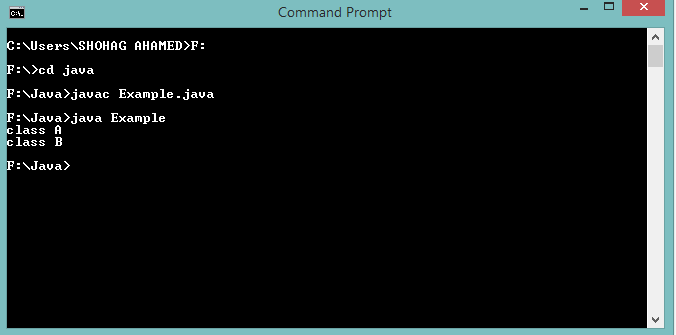 Command Prompt
C:\Users\SHOHAG AHAMED>F:
F:\>cd java
F:\Java>javac Example.java
F:\Java>java Example
class A
class B
F:\Java>